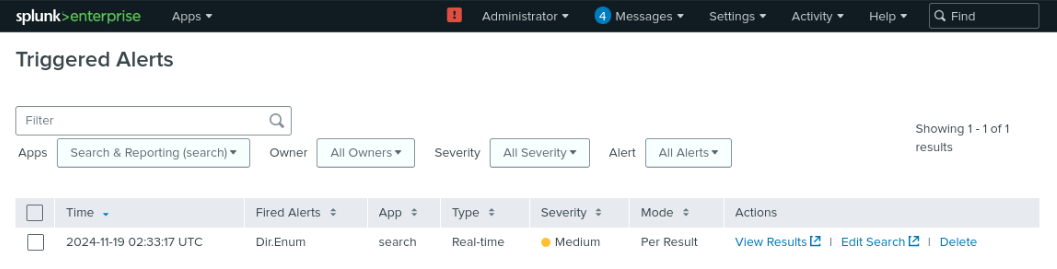 splunk>enterprise Apps ! Administrator 4 Messages Settings Activity Help Find
Triggered Alerts
Filter
Showing 1 - 1 of 1
results
Apps Search & Reporting (search) Owner All Owners Severity All Severity Alert All Alerts
Time Fired Alerts App Type Severity Mode Actions
2024-11-19 02:33:17 UTC Dir.Enum search Real-time Medium Per Result View Results | Edit Search | Delete